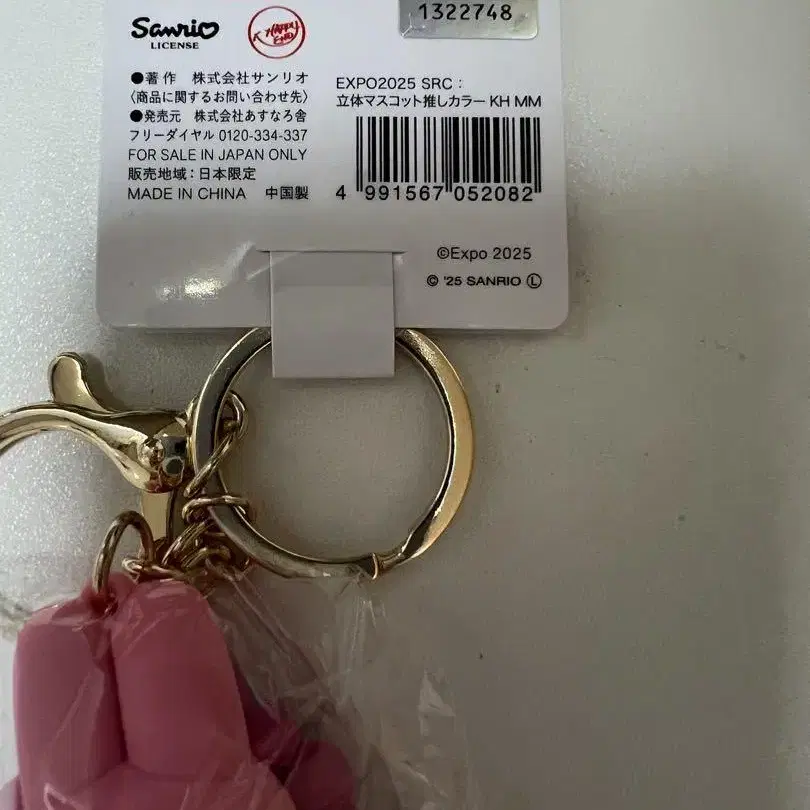 Sanrio
LICENSE
K HAPPY END
1322748
●著作 株式会社サンリオ
〈商品に関するお問い合わせ先〉
●発売元 株式会社あすなろ舎
フリーダイヤル 0120-334-337
FOR SALE IN JAPAN ONLY
販売地域：日本限定
MADE IN CHINA 中国製
EXPO2025 SRC：
立体マスコット推しカラー KH MM
4 991567 052082
©Expo 2025
© '25 SANRIO Ⓛ